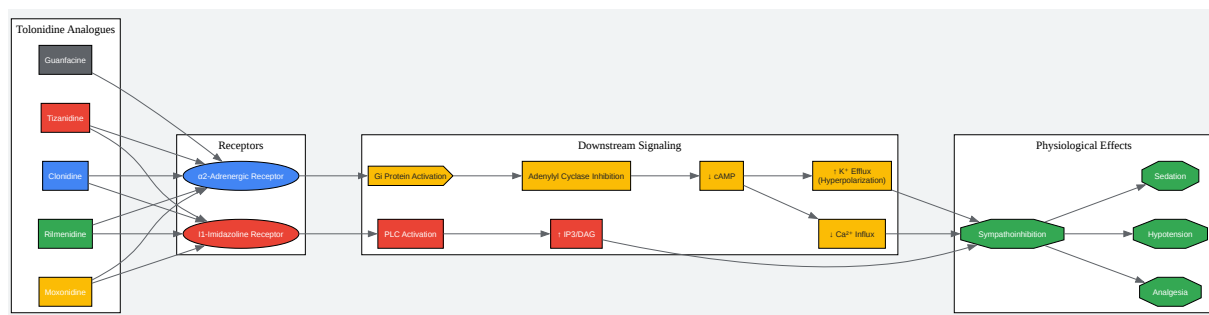 Tolonidine Analogues
Guanfacine
Tizanidine
Clonidine
Rilmenidine
Moxonidine
Receptors
α2-Adrenergic Receptor
I1-Imidazoline Receptor
Downstream Signaling
Gi Protein Activation
Adenylyl Cyclase Inhibition
↓ cAMP
↑ K⁺ Efflux
(Hyperpolarization)
PLC Activation
↑ IP3/DAG
↓ Ca²⁺ Influx
Physiological Effects
Sympathoinhibition
Sedation
Hypotension
Analgesia